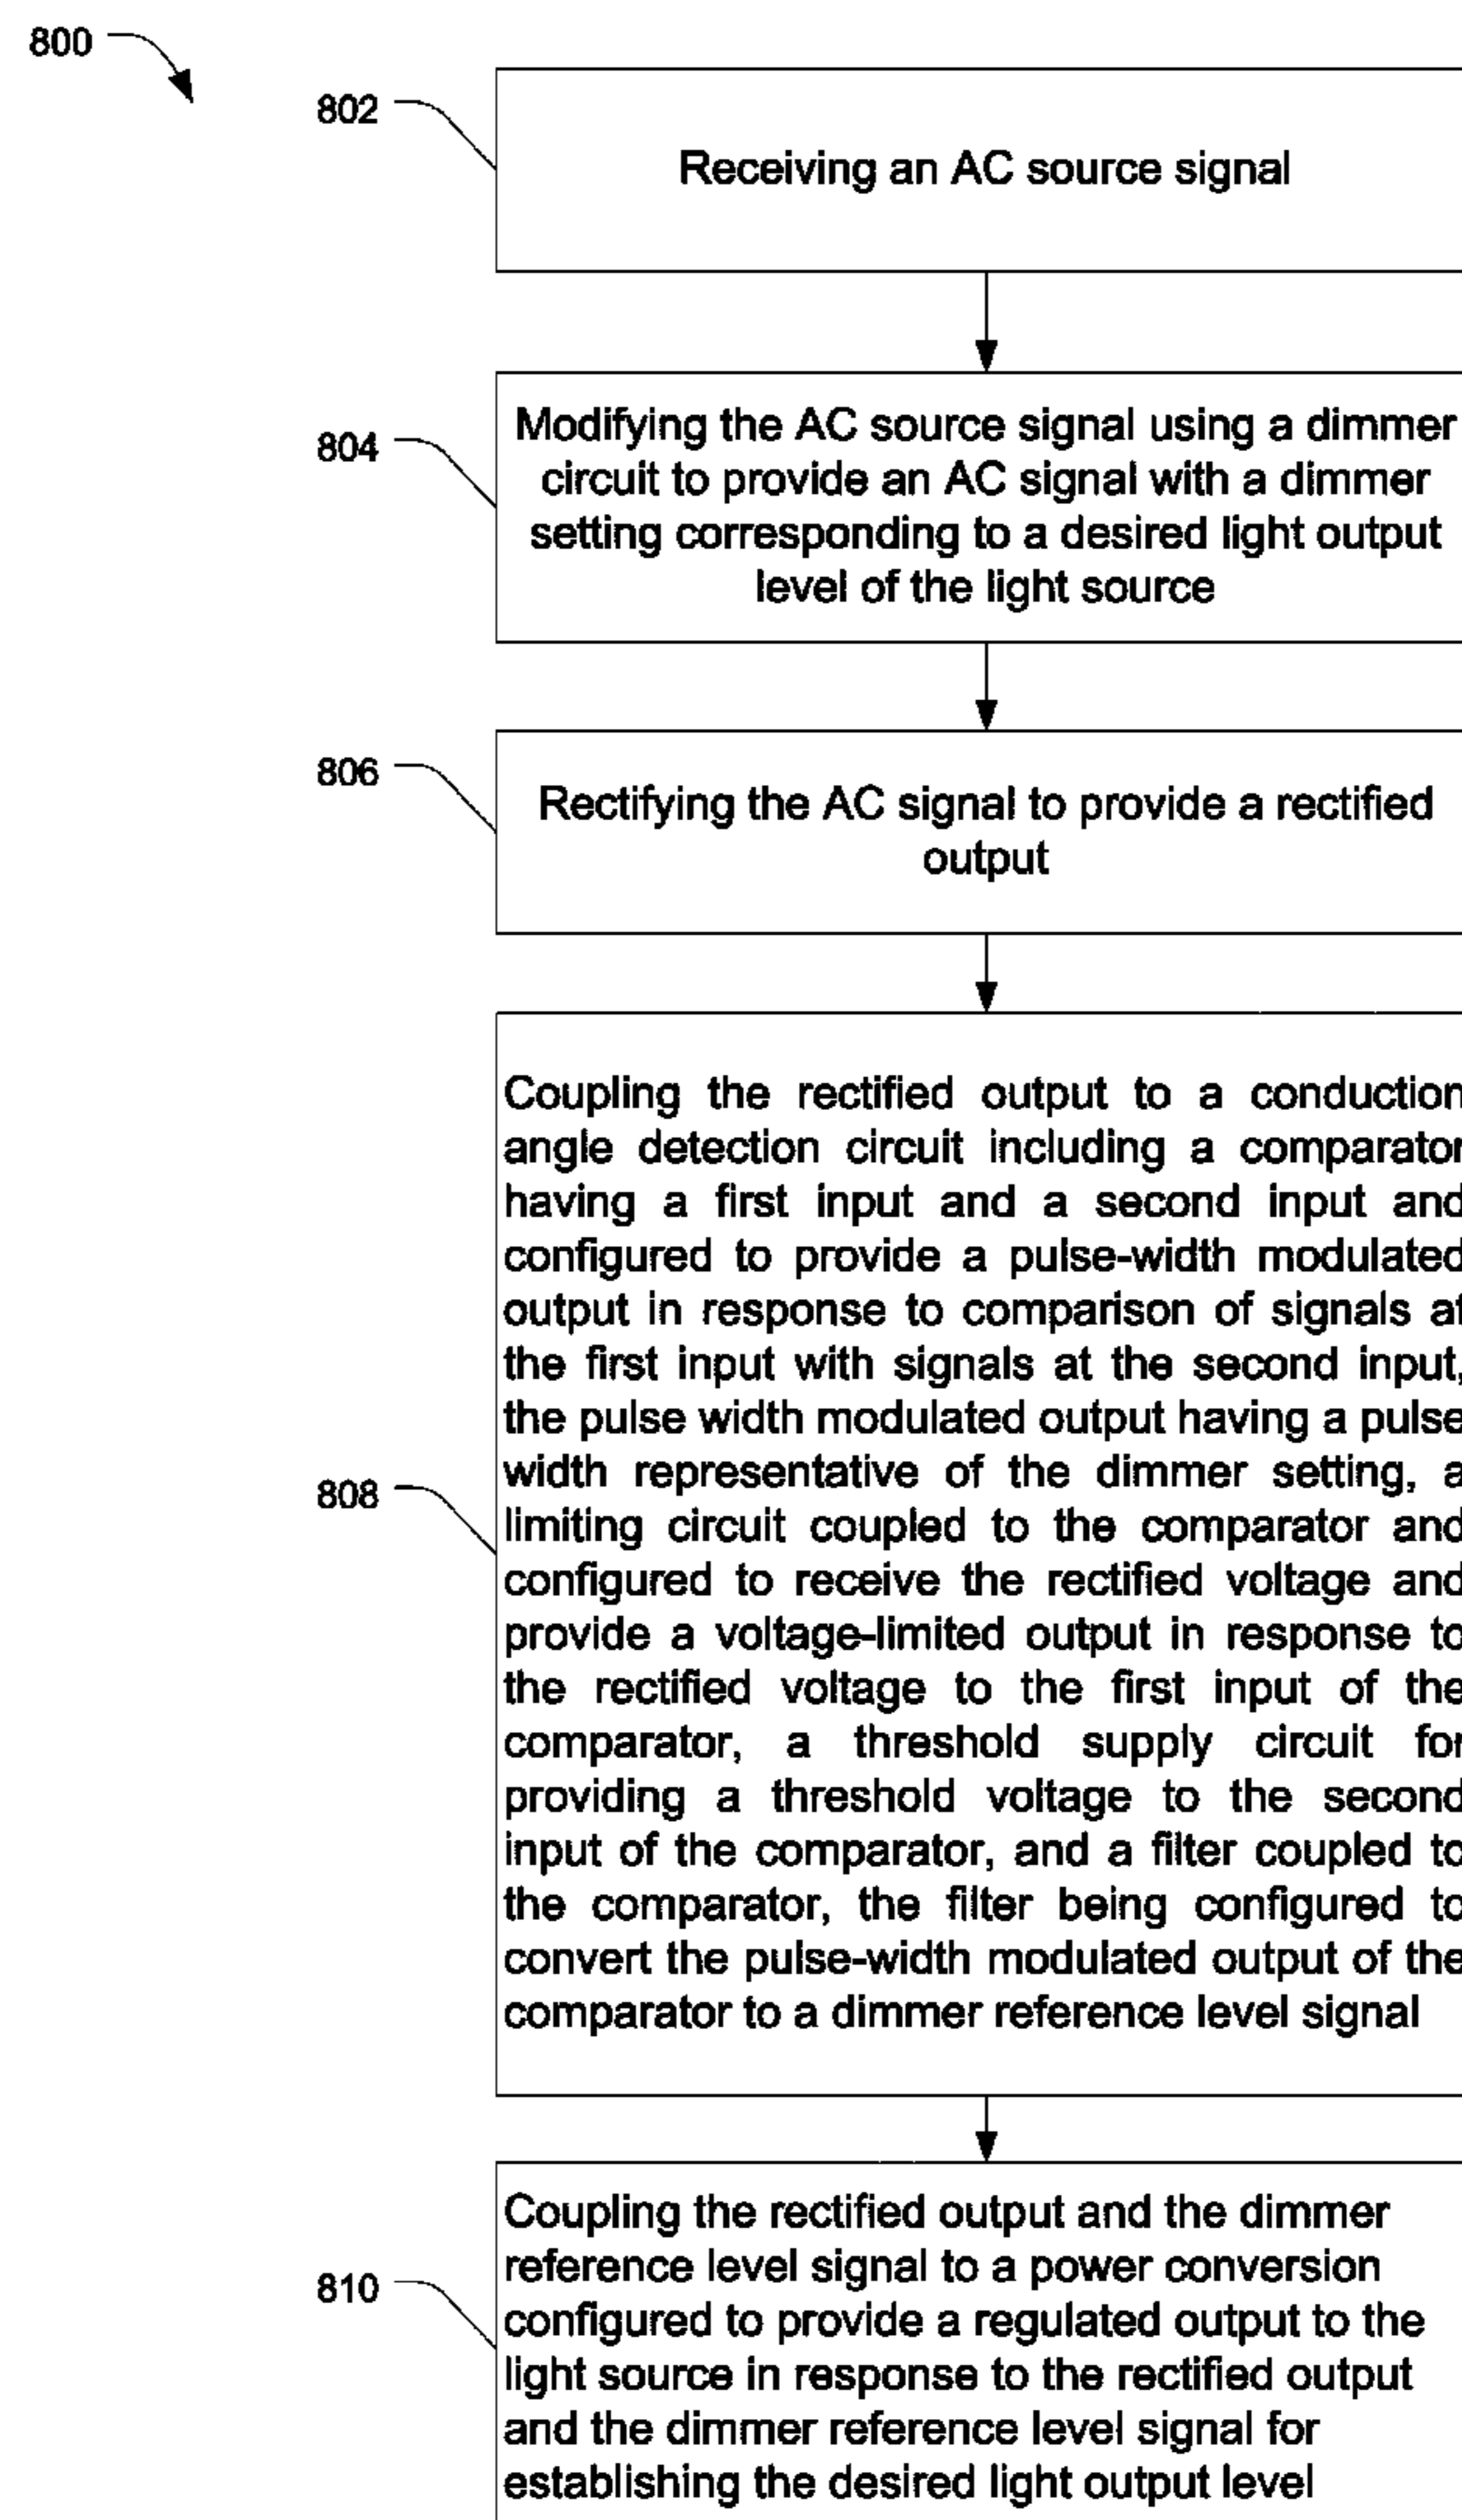 800
802
Receiving an AC source signal
804
Modifying the AC source signal using a dimmer
circuit to provide an AC signal with a dimmer
setting corresponding to a desired light output
level of the light source
806
Rectifying the AC signal to provide a rectified
output
808
Coupling the rectified output to a conduction
angle detection circuit including a comparator
having a first input and a second input and
configured to provide a pulse-width modulated
output in response to comparison of signals at
the first input with signals at the second input,
the pulse width modulated output having a pulse
width representative of the dimmer setting, a
limiting circuit coupled to the comparator and
configured to receive the rectified voltage and
provide a voltage-limited output in response to
the rectified voltage to the first input of the
comparator, a threshold supply circuit for
providing a threshold voltage to the second
input of the comparator, and a filter coupled to
the comparator, the filter being configured to
convert the pulse-width modulated output of the
comparator to a dimmer reference level signal
810
Coupling the rectified output and the dimmer
reference level signal to a power conversion
configured to provide a regulated output to the
light source in response to the rectified output
and the dimmer reference level signal for
establishing the desired light output level